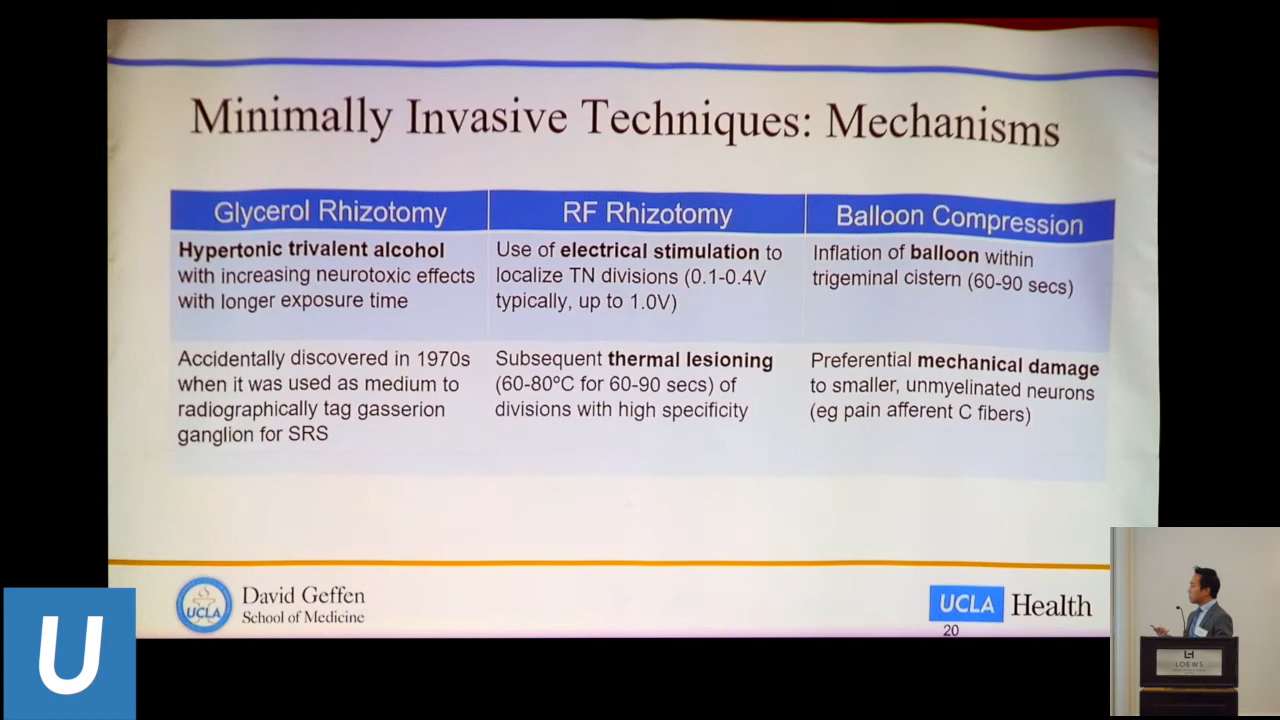 Minimally Invasive Techniques: Mechanisms
Glycerol Rhizotomy
RF Rhizotomy
Balloon Compression
Hypertonic trivalent alcohol
with increasing neurotoxic effects
with longer exposure time
Use of electrical stimulation to
localize TN divisions (0.1-0.4V
typically, up to 1.0V)
Inflation of balloon within
trigeminal cistern (60-90 secs)
Accidentally discovered in 1970s
when it was used as medium to
radiographically tag gasserion
ganglion for SRS
Subsequent thermal lesioning
(60-80ºC for 60-90 secs) of
divisions with high specificity
Preferential mechanical damage
to smaller, unmyelinated neurons
(eg pain afferent C fibers)
UCLA
David Geffen
School of Medicine
UCLA Health
20
U
LOEWS